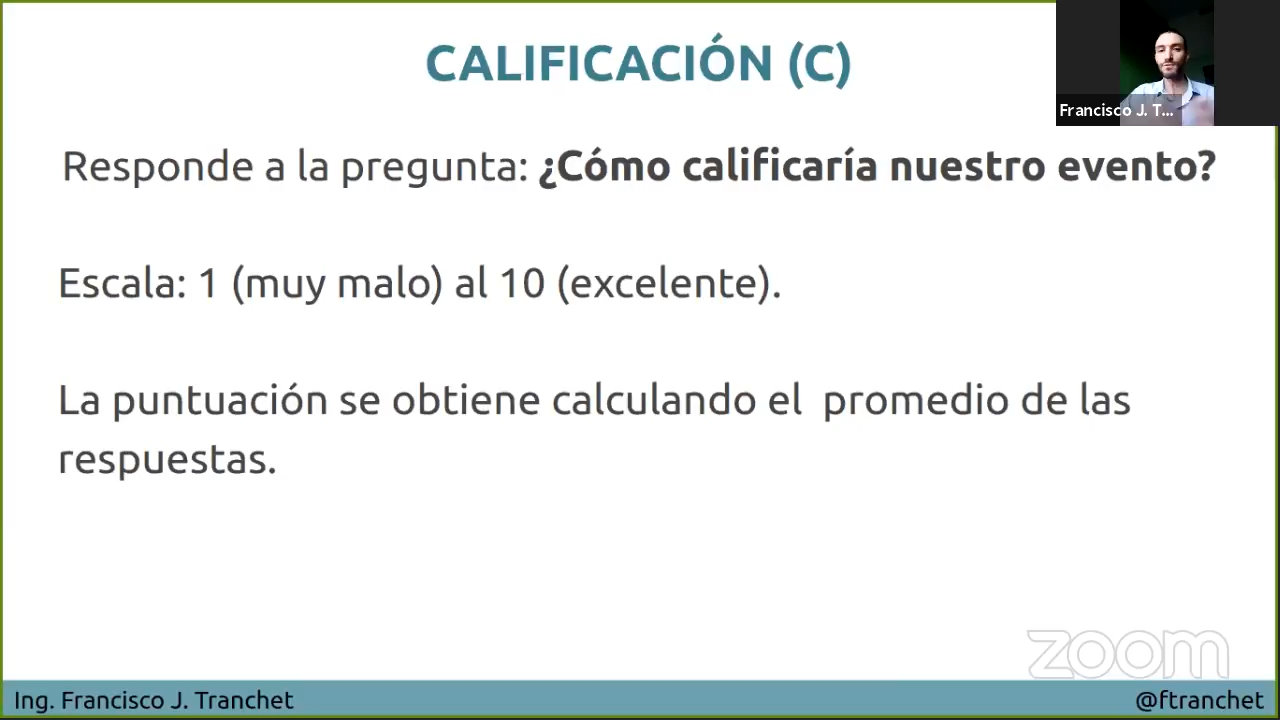 CALIFICACIÓN (C)
Francisco J. T...
Responde a la pregunta: ¿Cómo calificaría nuestro evento?
Escala: 1 (muy malo) al 10 (excelente).
La puntuación se obtiene calculando el  promedio de las
respuestas.
zoom
Ing. Francisco J. Tranchet
@ftranchet